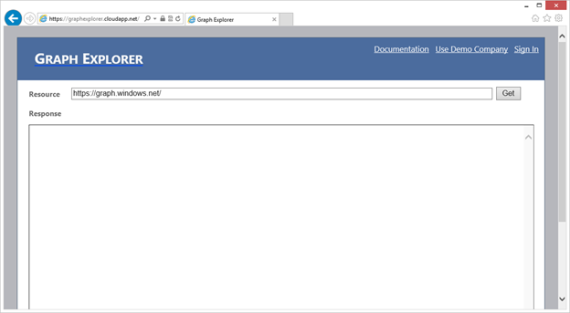 https://graphexplorer.cloudapp.net/
Graph Explorer
Documentation Use Demo Company Sign In
GRAPH EXPLORER
Resource https://graph.windows.net/ Get
Response